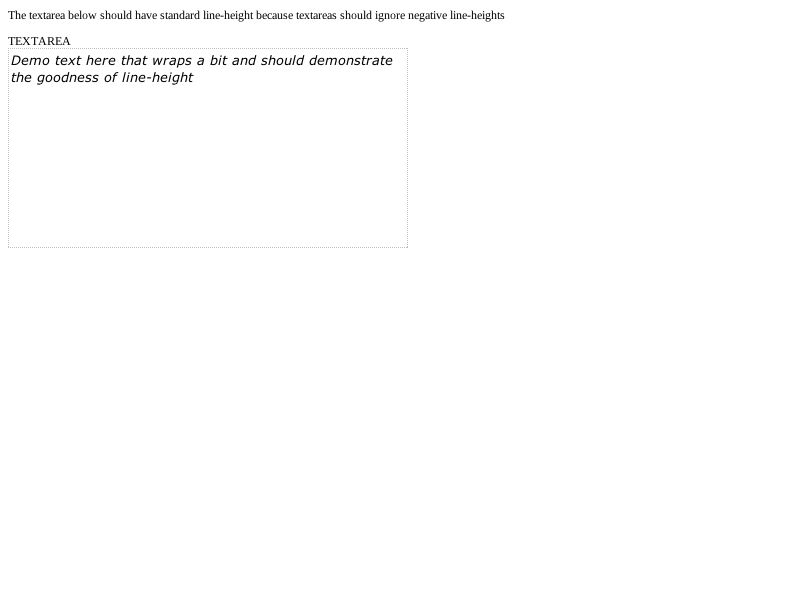 The textarea below should have standard line-height because textareas should ignore negative line-heights
TEXTAREA
Demo text here that wraps a bit and should demonstrate
the goodness of line-height